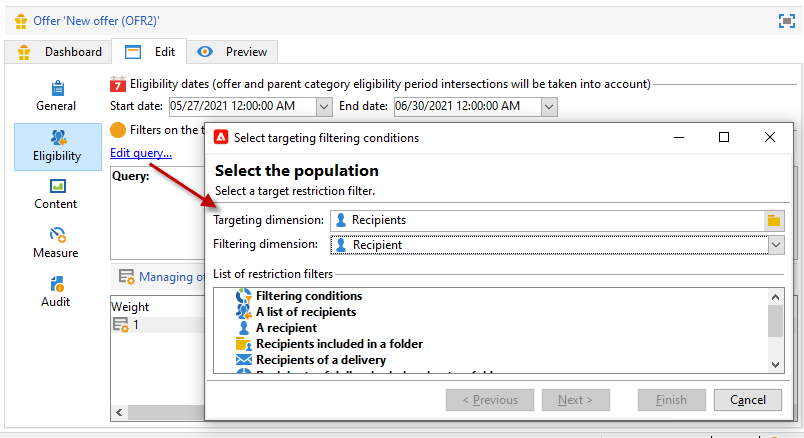 Offer 'New offer (OFR2)'
Dashboard Edit Preview
General
Eligibility
Content
Measure
Audit
7 Eligibility dates (offer and parent category eligibility period intersections will be taken into account)
Start date: 05/27/2021 12:00:00 AM End date: 06/30/2021 12:00:00 AM
Filters on the t
Edit query...
Query:
Managing of
Weight
1
Select targeting filtering conditions
Select the population
Select a target restriction filter.
Targeting dimension: Recipients
Filtering dimension: Recipient
List of restriction filters
Filtering conditions
A list of recipients
A recipient
Recipients included in a folder
Recipients of a delivery
< Previous Next > Finish Cancel